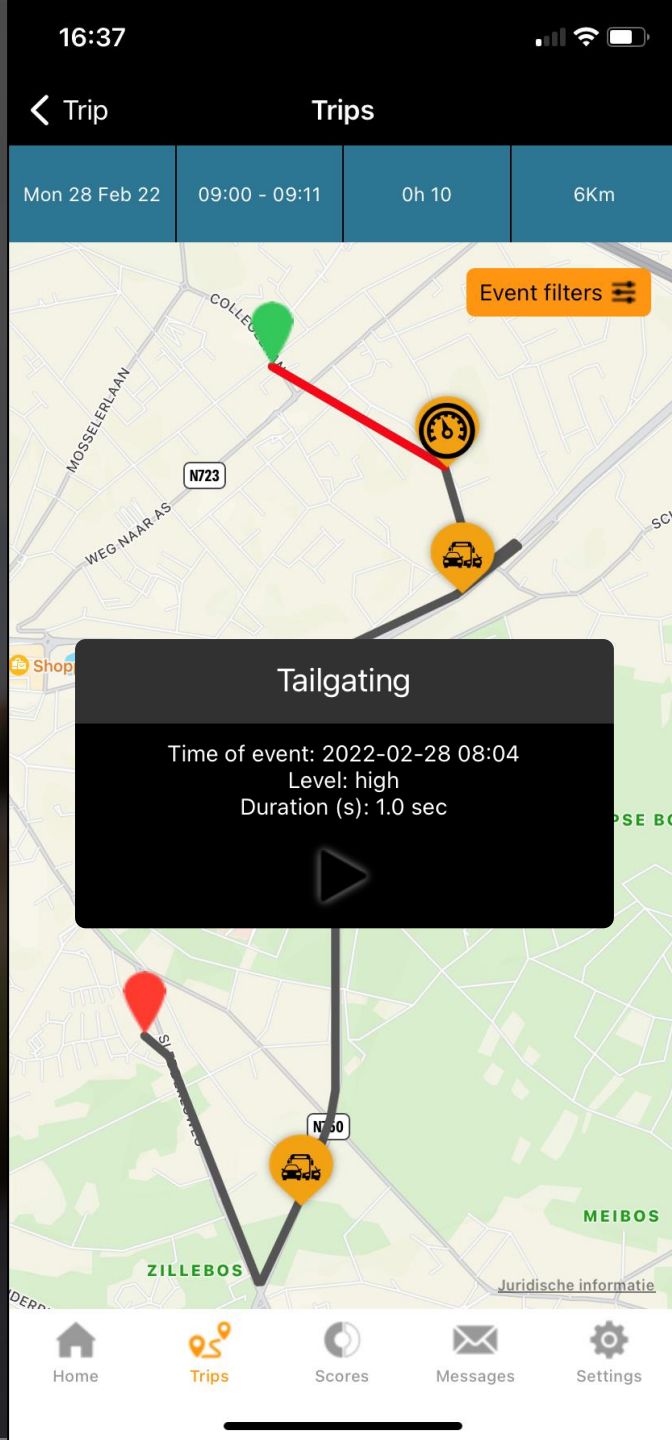 16:37
Trip
Trips
Mon 28 Feb 22
09:00 - 09:11
0h 10
6Km
Event filters
MOSSELERLAAN
N723
WEG NAAR AS
Tailgating
Time of event: 2022-02-28 08:04
Level: high
Duration (s): 1.0 sec
MEIBOS
ZILLEBOS
Juridische informatie
Home
Trips
Scores
Messages
Settings